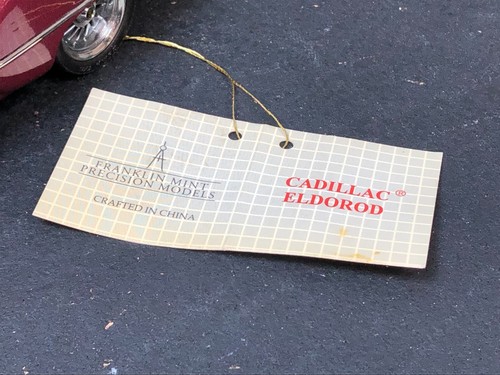 FRANKLIN MINT
PRECISION MODELS
CRAFTED IN CHINA
CADILLAC ®
ELDOROD